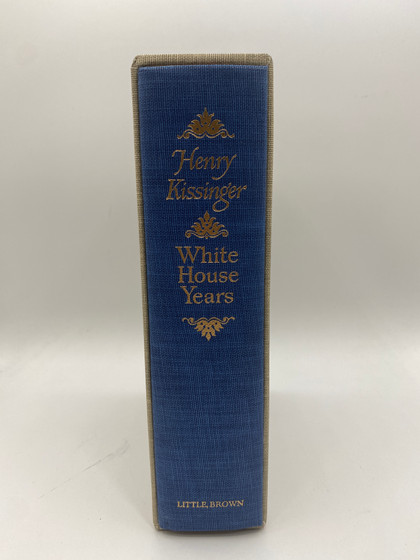 Henry
Kissinger
White
House
Years
LITTLE, BROWN